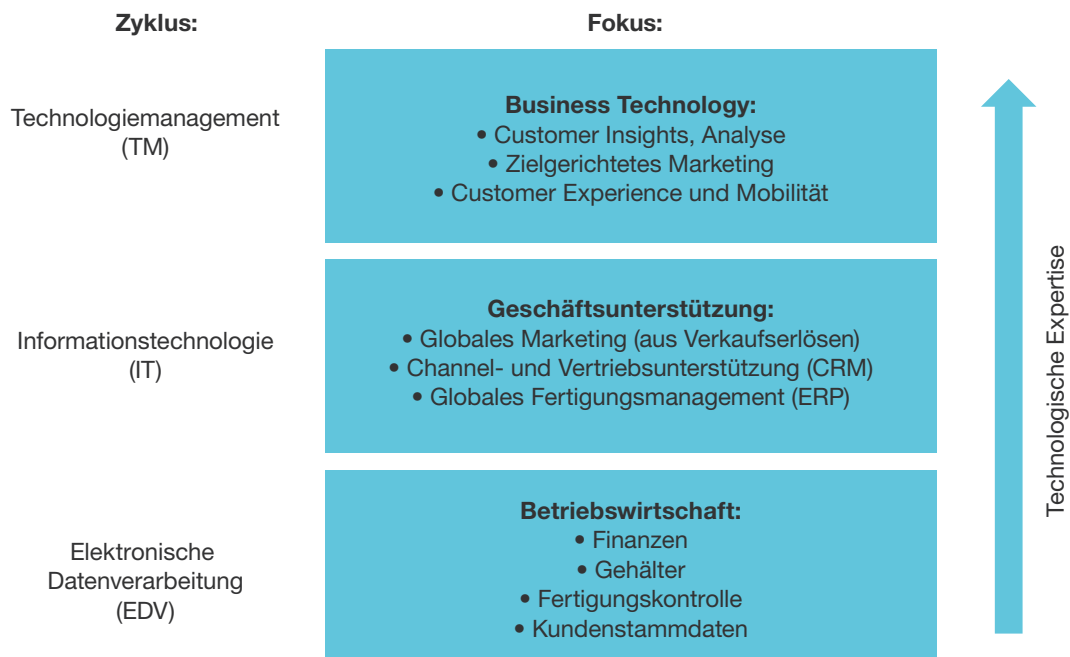 Zyklus:
Fokus:
Technologiemanagement
(TM)
Business Technology:
• Customer Insights, Analyse
• Zielgerichtetes Marketing
• Customer Experience und Mobilität
Informationstechnologie
(IT)
Geschäftsunterstützung:
• Globales Marketing (aus Verkaufserlösen)
• Channel- und Vertriebsunterstützung (CRM)
• Globales Fertigungsmanagement (ERP)
Elektronische
Datenverarbeitung
(EDV)
Betriebswirtschaft:
• Finanzen
• Gehälter
• Fertigungskontrolle
• Kundenstammdaten
Technologische Expertise